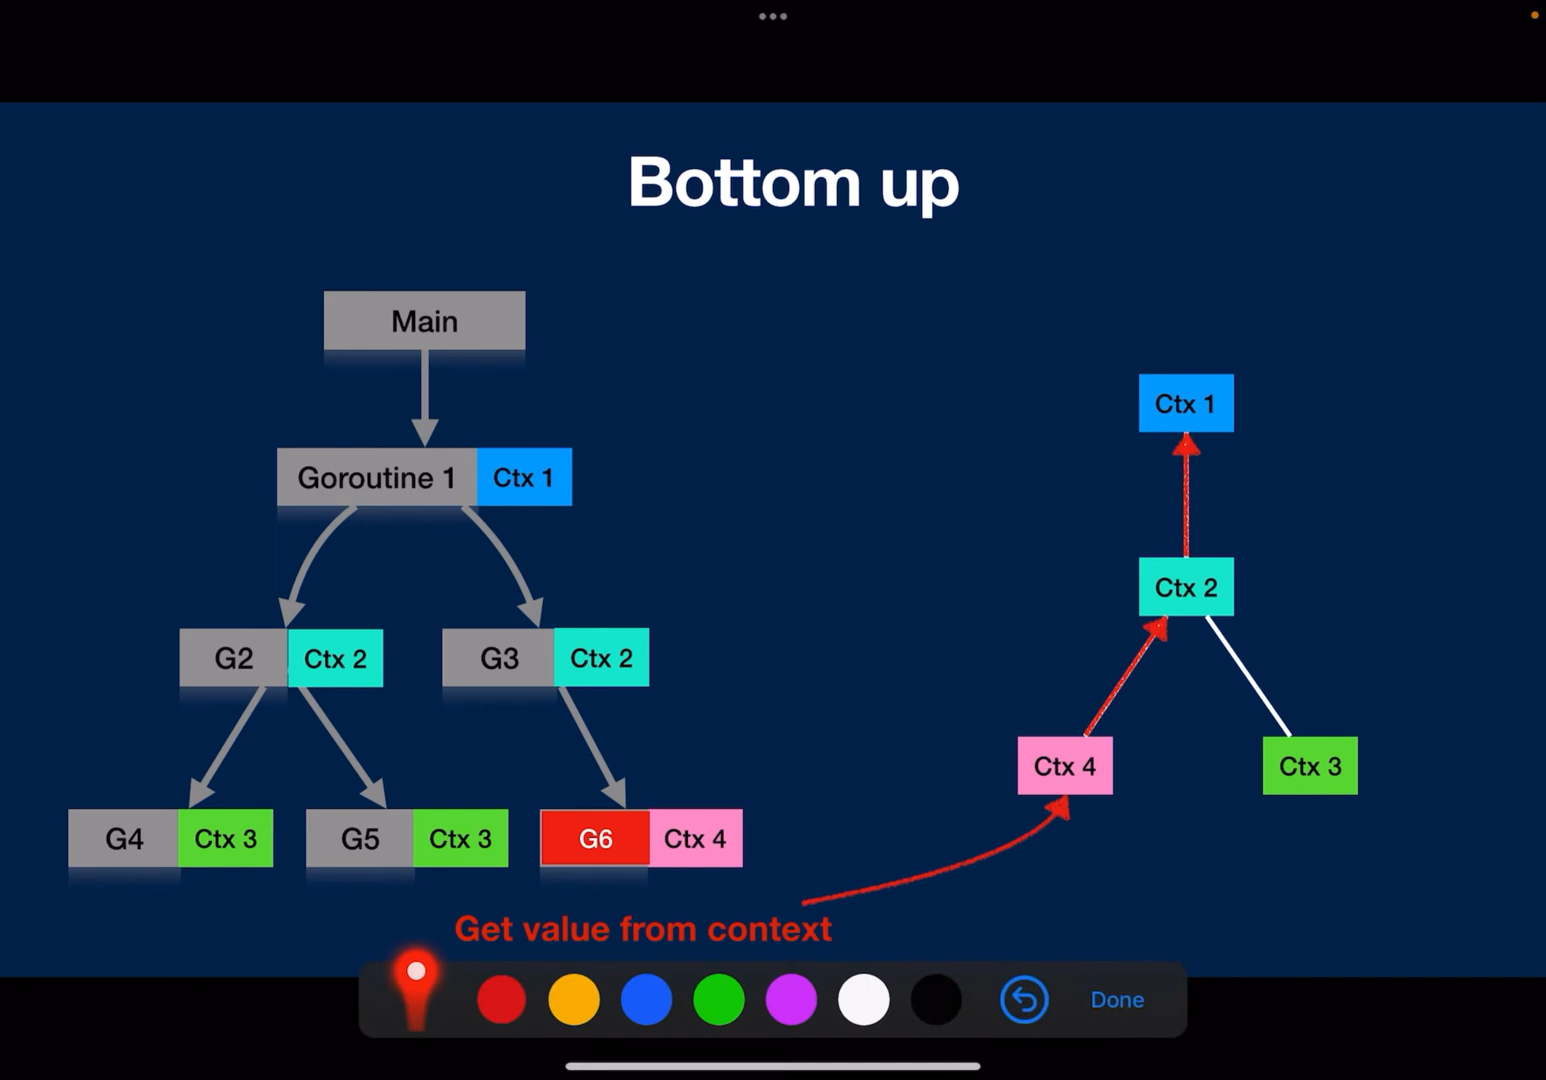 Bottom up
Main
Ctx 1
Goroutine 1 Ctx 1
Ctx 2
G2 Ctx 2 G3 Ctx 2
Ctx 4 Ctx 3
G4 Ctx 3 G5 Ctx 3 G6 Ctx 4
Get value from context
Done